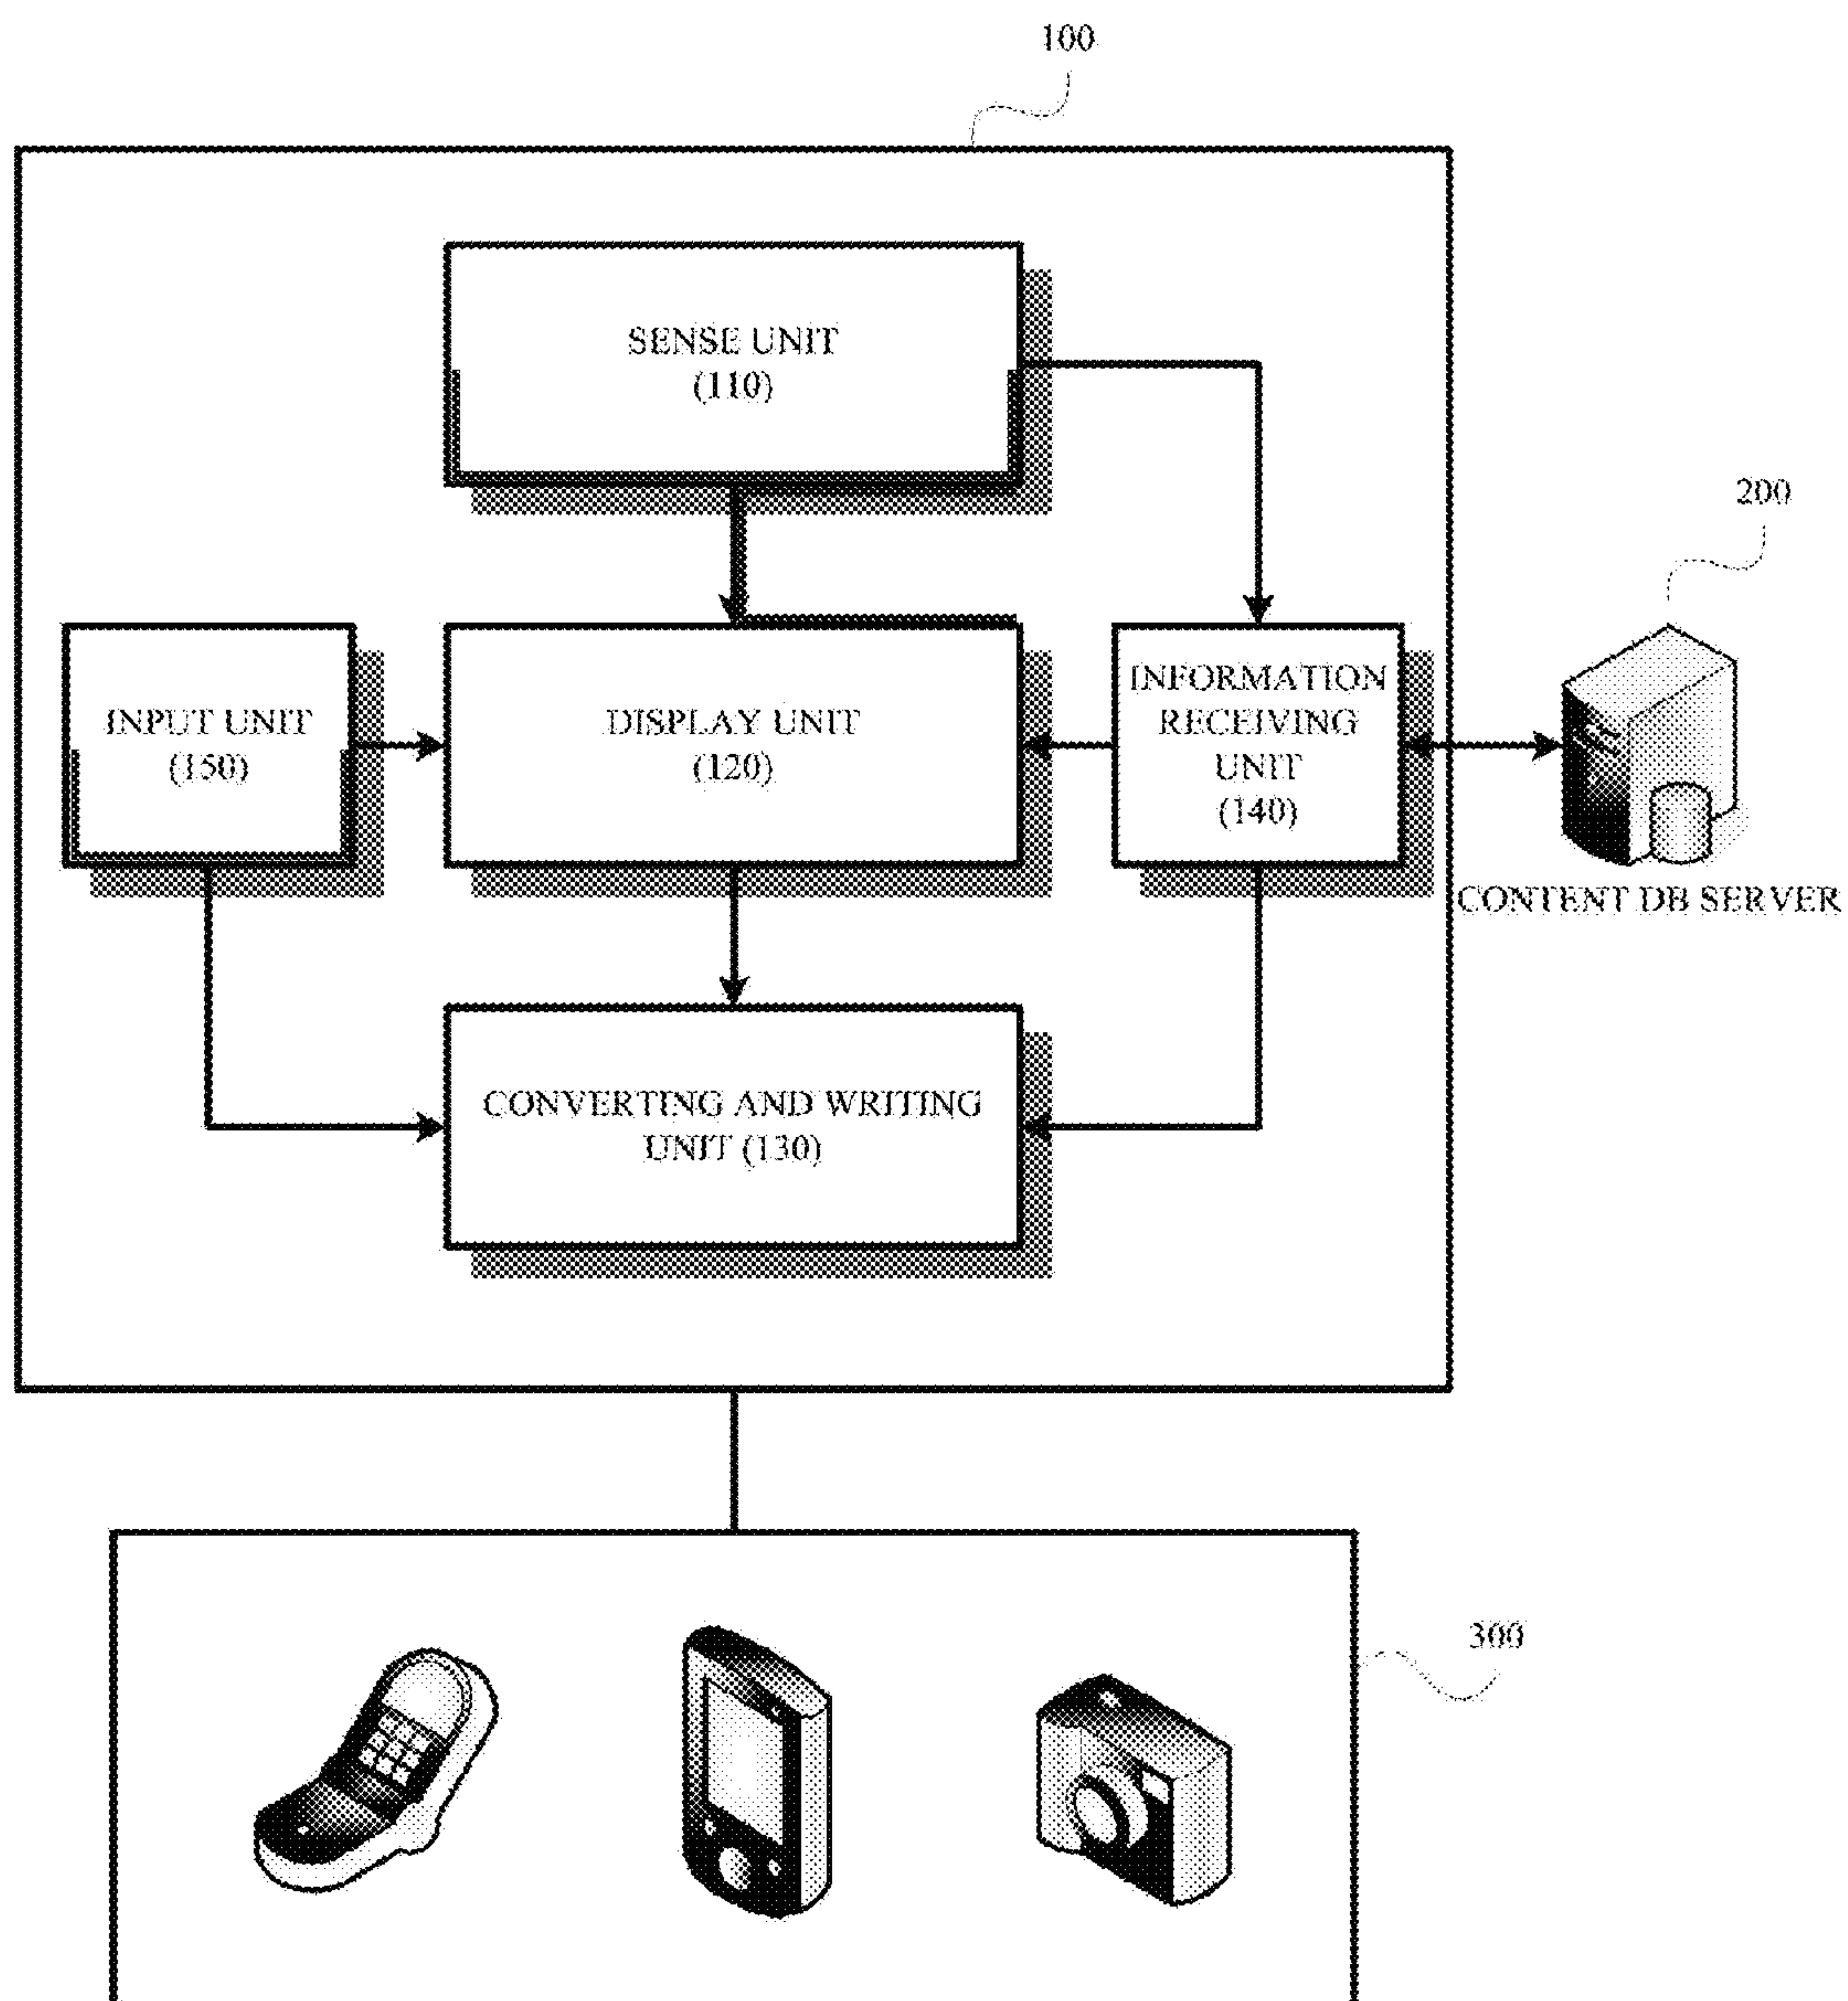 100
SENSE UNIT
(110)
200
INPUT UNIT
(150)
DISPLAY UNIT
(120)
INFORMATION
RECEIVING
UNIT
(140)
CONTENT DB SERVER
CONVERTING AND WRITING
UNIT (130)
300